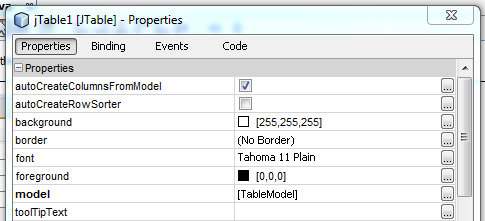 jTable1 [JTable] - Properties
Properties Binding Events Code
Properties
autoCreateColumnsFromModel
autoCreateRowSorter
background [255,255,255]
border (No Border)
font Tahoma 11 Plain
foreground [0,0,0]
model [TableModel]
toolTipText